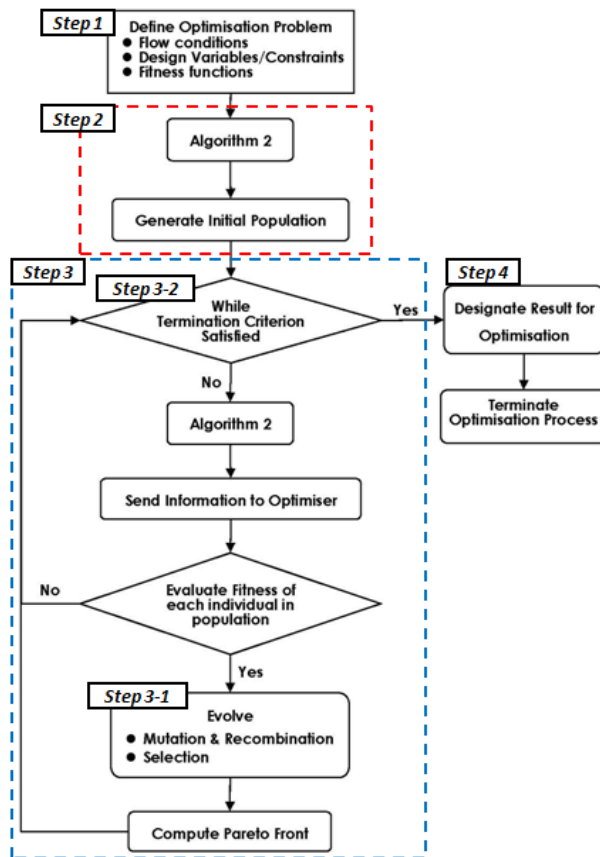 Step 1
Define Optimisation Problem
● Flow conditions
● Design Variables/Constraints
● Fitness functions
Step 2
Algorithm 2
Generate Initial Population
Step 3
Step 3-2
While
Termination Criterion
Satisfied
Yes
Step 4
Designate Result for
Optimisation
Terminate
Optimisation Process
No
Algorithm 2
Send Information to Optimiser
No
Evaluate Fitness of
each individual in
population
Yes
Step 3-1
Evolve
● Mutation & Recombination
● Selection
Compute Pareto Front